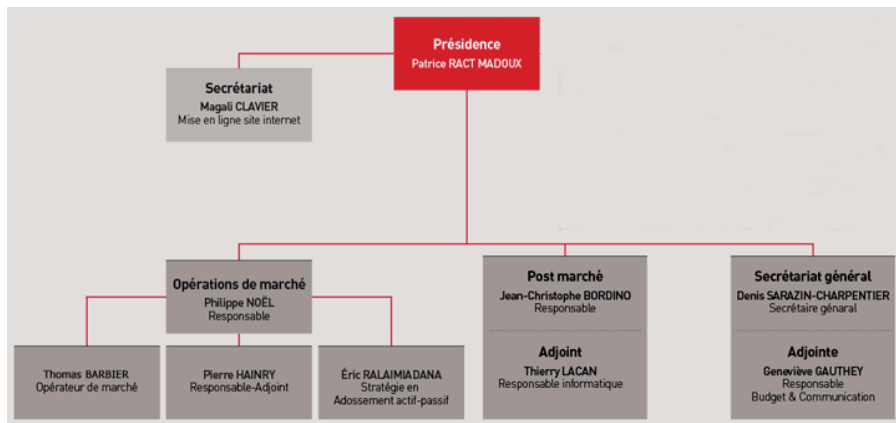 Présidence
Patrice RACT MADOUX
Secrétariat
Magali CLAVIER
Mise en ligne site internet
Opérations de marché
Philippe NOËL
Responsable
Thomas BARBIER
Opérateur de marché
Pierre HAINRY
Responsable-Adjoint
Éric RALAIMIADANA
Stratégie en
Adossement actif-passif
Post marché
Jean-Christophe BORDINO
Responsable
Adjoint
Thierry LACAN
Responsable informatique
Secrétariat général
Denis SARAZIN-CHARPENTIER
Secrétaire génaral
Adjointe
Geneviève GAUTHEY
Responsable
Budget & Communication